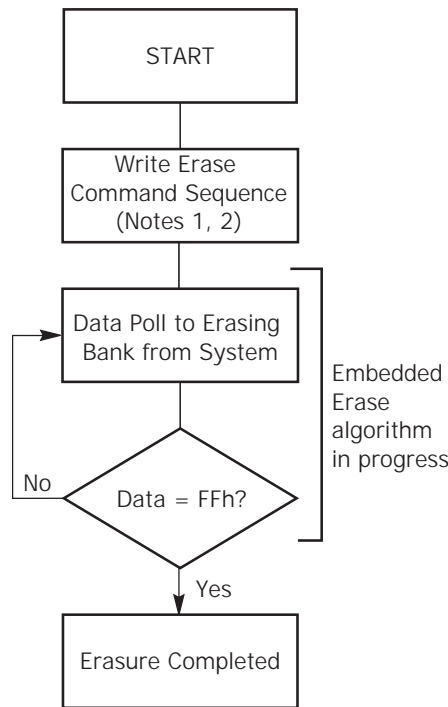 START
Write Erase
Command Sequence
(Notes 1, 2)
Data Poll to Erasing
Bank from System
Embedded
Erase
algorithm
in progress
No
Data = FFh?
Yes
Erasure Completed